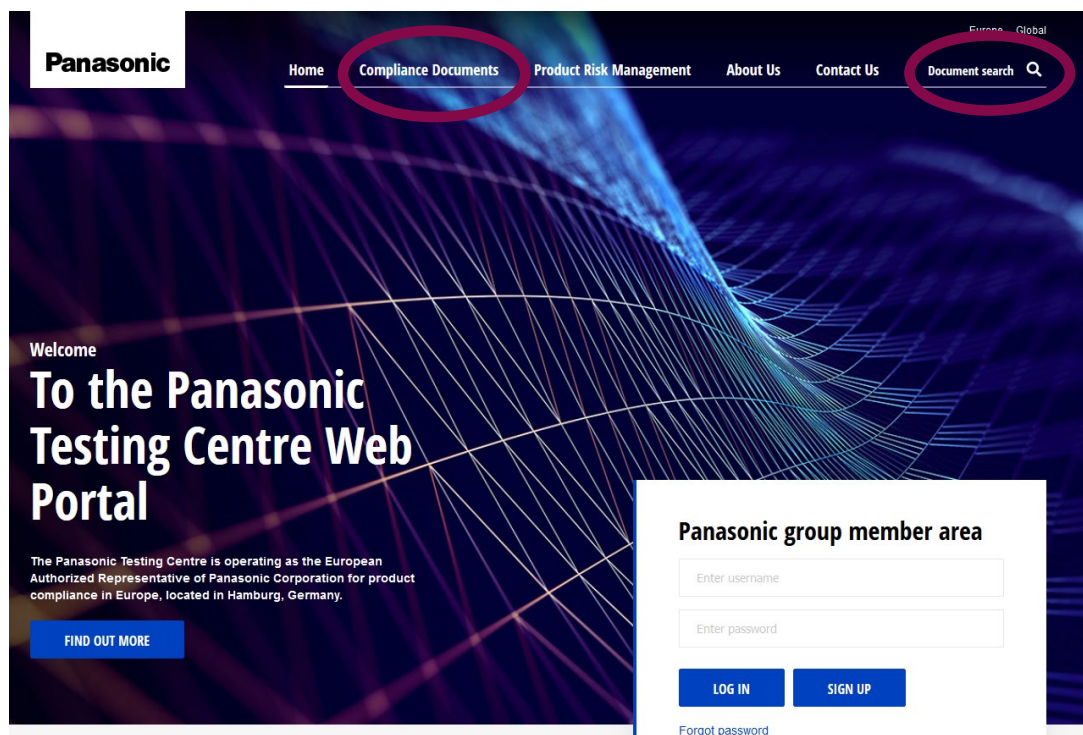 Europe Global
Panasonic
Home Compliance Documents Product Risk Management About Us Contact Us Document search
Welcome
To the Panasonic
Testing Centre Web
Portal
The Panasonic Testing Centre is operating as the European
Authorized Representative of Panasonic Corporation for product
compliance in Europe, located in Hamburg, Germany.
FIND OUT MORE
Panasonic group member area
Enter username
Enter password
LOG IN SIGN UP
Forgot password